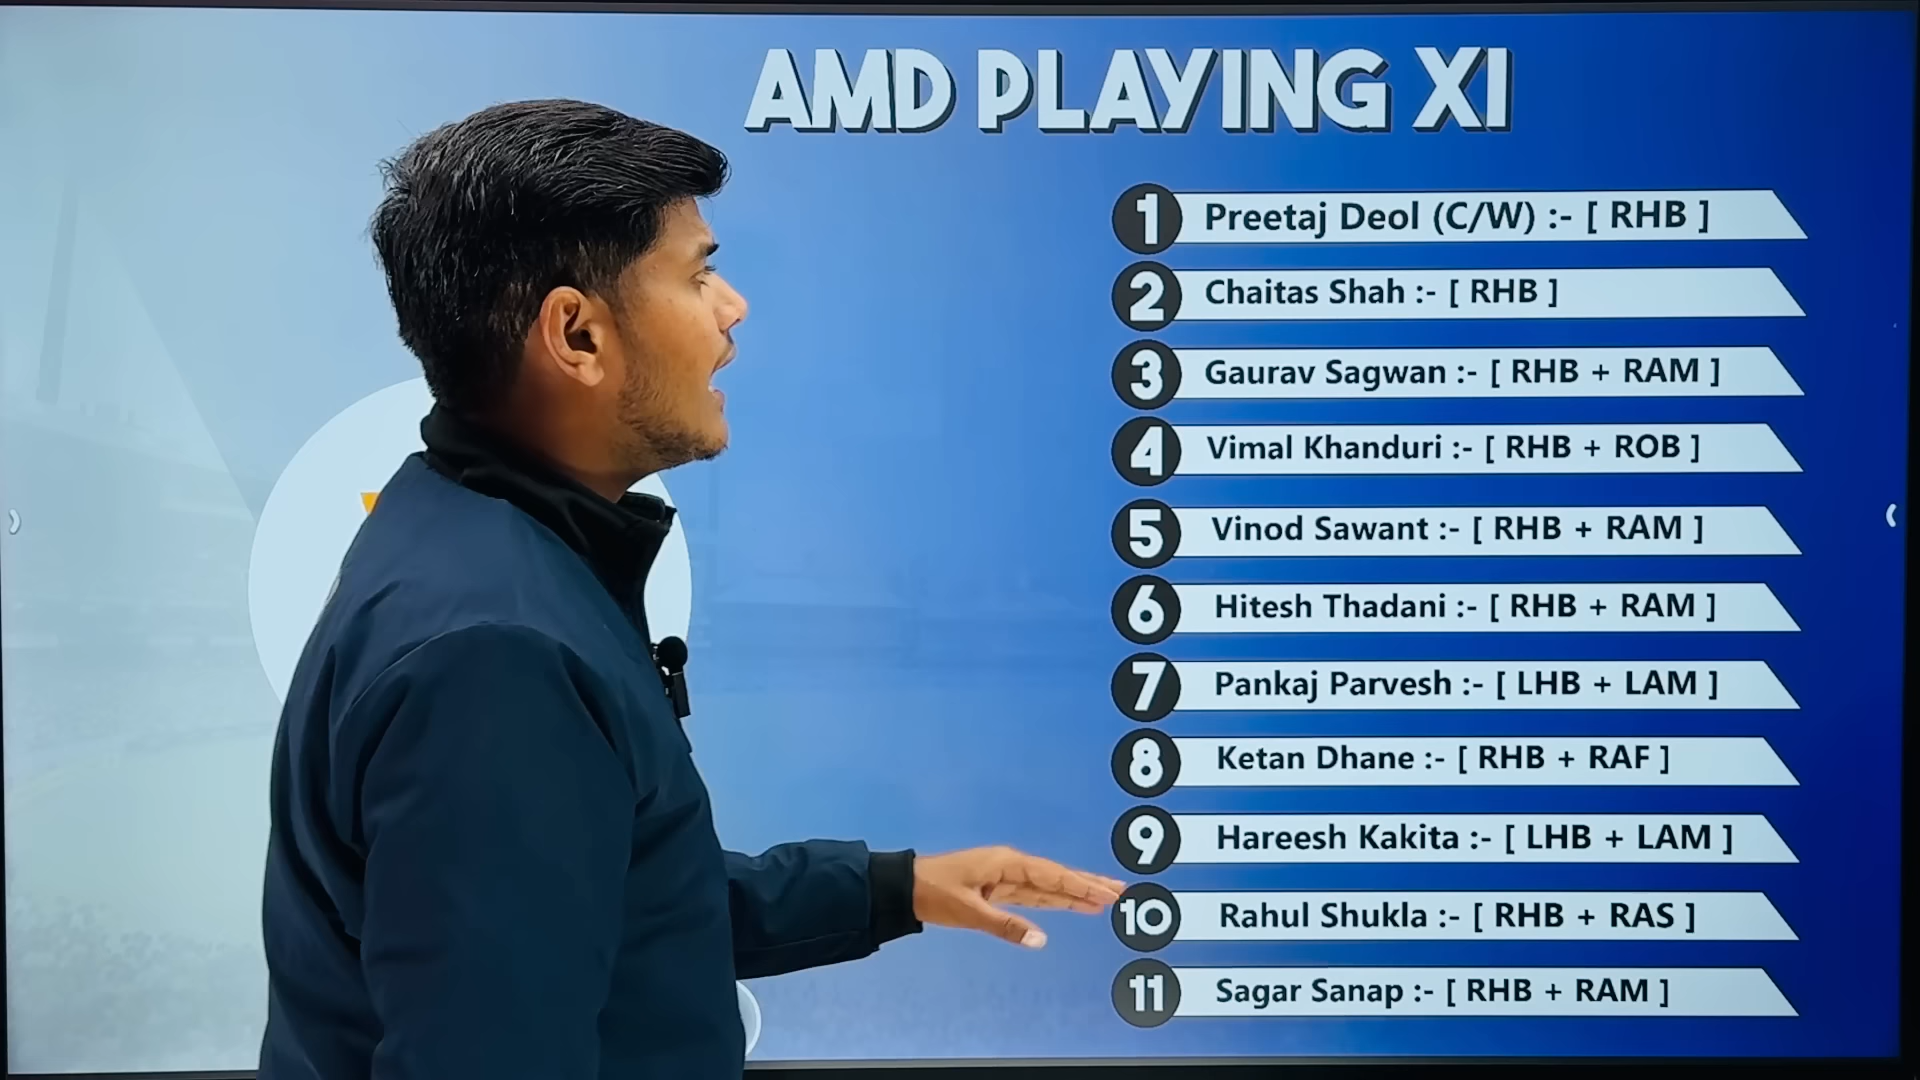 AMD PLAYING XI
1 Preetaj Deol (C/W) :- [ RHB ]
2 Chaitas Shah :- [ RHB ]
3 Gaurav Sagwan :- [ RHB + RAM ]
4 Vimal Khanduri :- [ RHB + ROB ]
5 Vinod Sawant :- [ RHB + RAM ]
6 Hitesh Thadani :- [ RHB + RAM ]
7 Pankaj Parvesh :- [ LHB + LAM ]
8 Ketan Dhane :- [ RHB + RAF ]
9 Hareesh Kakita :- [ LHB + LAM ]
10 Rahul Shukla :- [ RHB + RAS ]
11 Sagar Sanap :- [ RHB + RAM ]